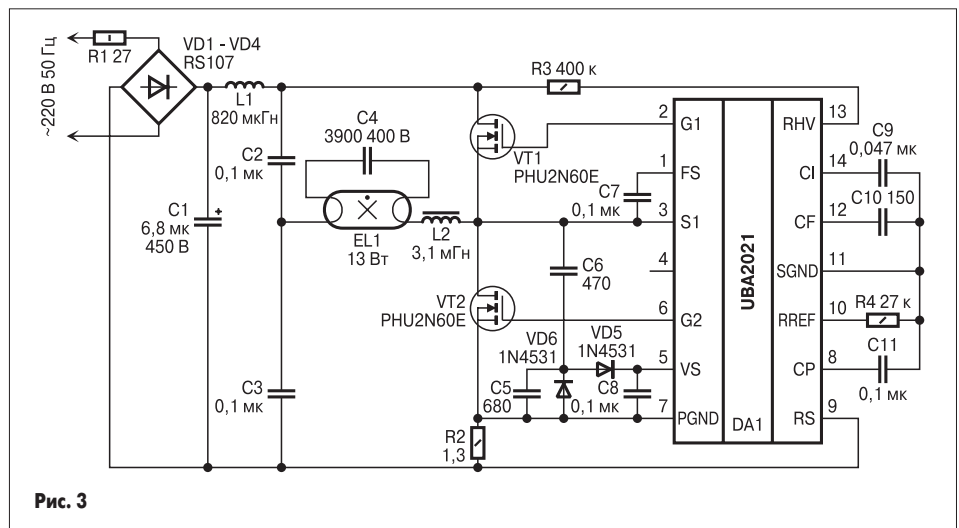 ~220 В 50 Гц
R1 27
VD1 - VD4
RS107
L1
820 мкГн
C1
6,8 мк
450 В
C2
0,1 мк
C3
0,1 мк
C4
3900 400 В
EL1
13 Вт
L2
3,1 мГн
R3 400 к
VT1
PHU2N60E
C7
0,1 мк
C6
470
VT2
PHU2N60E
VD6
1N4531
VD5
1N4531
C5
680
C8
0,1 мк
R2
1,3
2 G1
1 FS
3 S1
4
6 G2
5 VS
7 PGND
UBA2021
DA1
RHV 13
CI 14
CF 12
SGND 11
RREF 10
CP 8
RS 9
C9
0,047 мк
C10 150
R4 27 к
C11
0,1 мк
Рис. 3